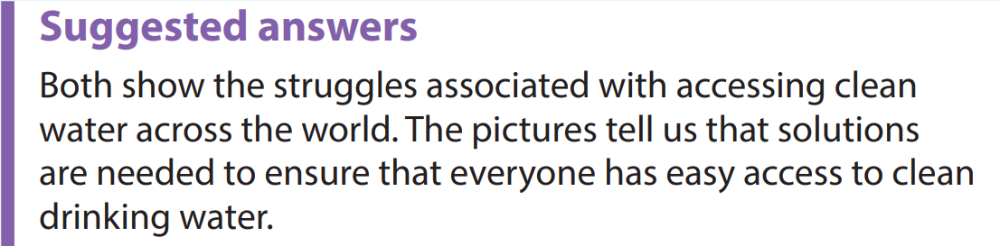 Suggested answers
Both show the struggles associated with accessing clean
water across the world. The pictures tell us that solutions
are needed to ensure that everyone has easy access to clean
drinking water.